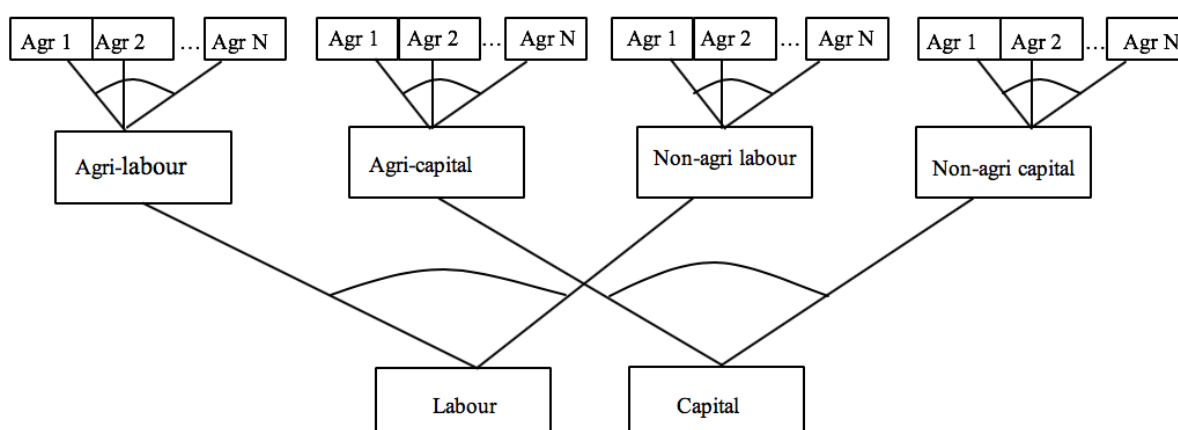 Agr 1 Agr 2 ... Agr N Agr 1 Agr 2 ... Agr N Agr 1 Agr 2 ... Agr N Agr 1 Agr 2 ... Agr N
Agri-labour Agri-capital Non-agri labour Non-agri capital
Labour Capital